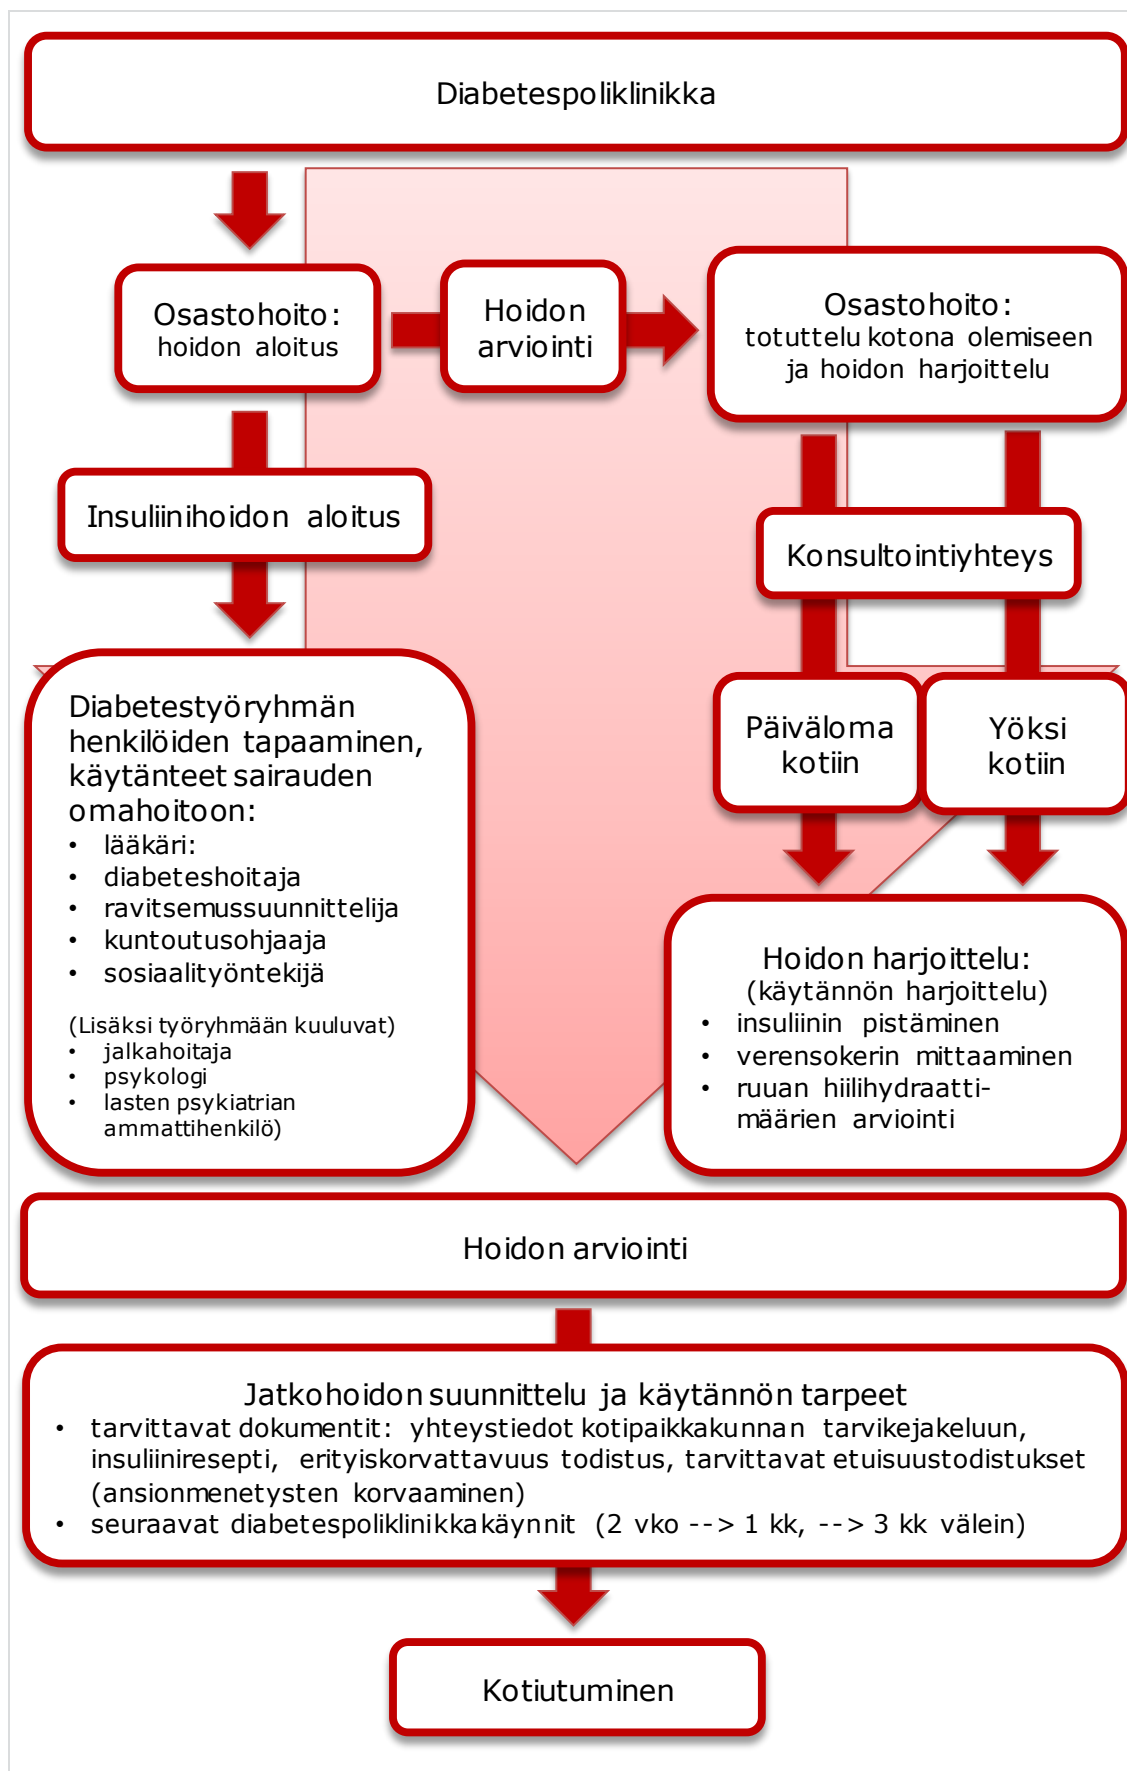 Diabetespoliklinikka
Osastohoito:
hoidon aloitus
Hoidon
arviointi
Osastohoito:
totuttelu kotona olemiseen
ja hoidon harjoittelu
Insuliinihoidon aloitus
Konsultointiyhteys
Päiväloma
kotiin
Yöksi
kotiin
Diabetestyöryhmän
henkilöiden tapaaminen,
käytänteet sairauden
omahoitoon:
• lääkäri:
• diabeteshoitaja
• ravitsemussuunnittelija
• kuntoutusohjaaja
• sosiaalityöntekijä
(Lisäksi työryhmään kuuluvat)
• jalkahoitaja
• psykologi
• lasten psykiatrian
ammattihenkilö)
Hoidon harjoittelu:
(käytännön harjoittelu)
• insuliinin pistäminen
• verensokerin mittaaminen
• ruuan hiilihydraatti-
määrien arviointi
Hoidon arviointi
Jatkohoidon suunnittelu ja käytännön tarpeet
• tarvittavat dokumentit: yhteystiedot kotipaikkakunnan tarvikejakeluun,
insuliiniresepti, erityiskorvattavuus todistus, tarvittavat etuisuustodistukset
(ansionmenetysten korvaaminen)
• seuraavat diabetespoliklinikkakäynnit (2 vko --> 1 kk, --> 3 kk välein)
Kotiutuminen